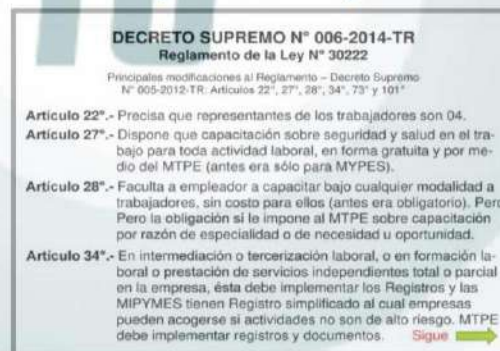 DECRETO SUPREMO N° 006-2014-TR
Reglamento de la Ley N° 30222
Principales modificaciones al Reglamento – Decreto Supremo
N° 005-2012-TR: Artículos 22°, 27°, 28°, 34°, 73° y 101°
Artículo 22°.- Precisa que representantes de los trabajadores son 04.
Artículo 27°.- Dispone que capacitación sobre seguridad y salud en el tra-
bajo para toda actividad laboral, en forma gratuita y por me-
dio del MTPE (antes era sólo para MYPES).
Artículo 28°.- Faculta a empleador a capacitar bajo cualquier modalidad a
trabajadores, sin costo para ellos (antes era obligatorio). Pero
Pero la obligación si le impone al MTPE sobre capacitación
por razón de especialidad o de necesidad u oportunidad.
Artículo 34°.- En intermediación o tercerización laboral, o en formación la-
boral o prestación de servicios independientes total o parcial
en la empresa, ésta debe implementar los Registros y las
MIPYMES tienen Registro simplificado al cual empresas
pueden acogerse si actividades no son de alto riesgo. MTPE
debe implementar registros y documentos. Sigue